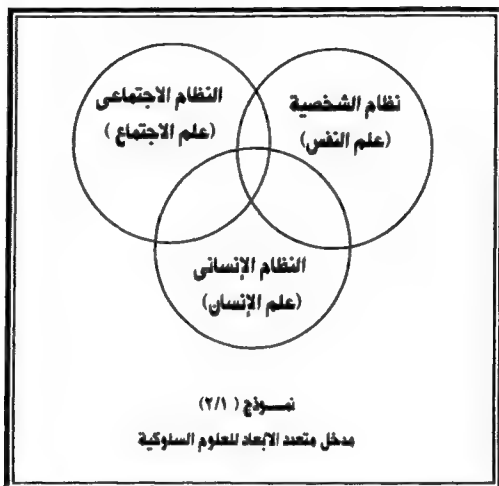 نظام الشخصية
(علم النفس)
النظام الاجتماعى
(علم الاجتماع )
النظام الإنسانى
(علم الإنسان)
نمـــوذج (٢/١)
مدخل متعدد الابعاد للعلوم السلوكية